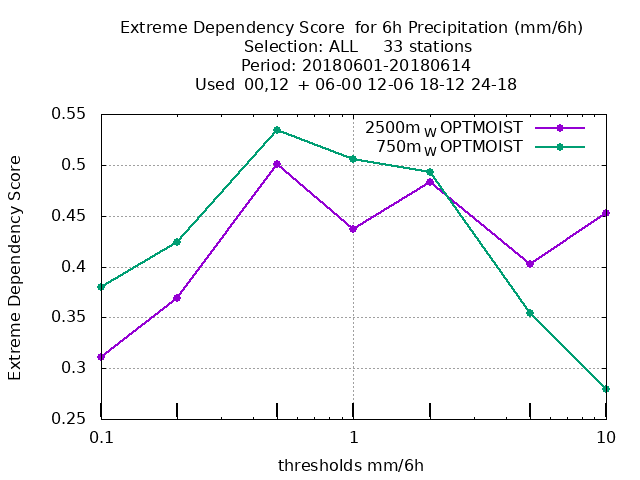 Extreme Dependency Score  for 6h Precipitation (mm/6h)
Selection: ALL     33 stations
Period: 20180601-20180614
Used  00,12  + 06-00 12-06 18-12 24-18
2500m_W OPTMOIST
750m_W OPTMOIST
Extreme Dependency Score
0.55
0.5
0.45
0.4
0.35
0.3
0.25
0.1
1
10
thresholds mm/6h